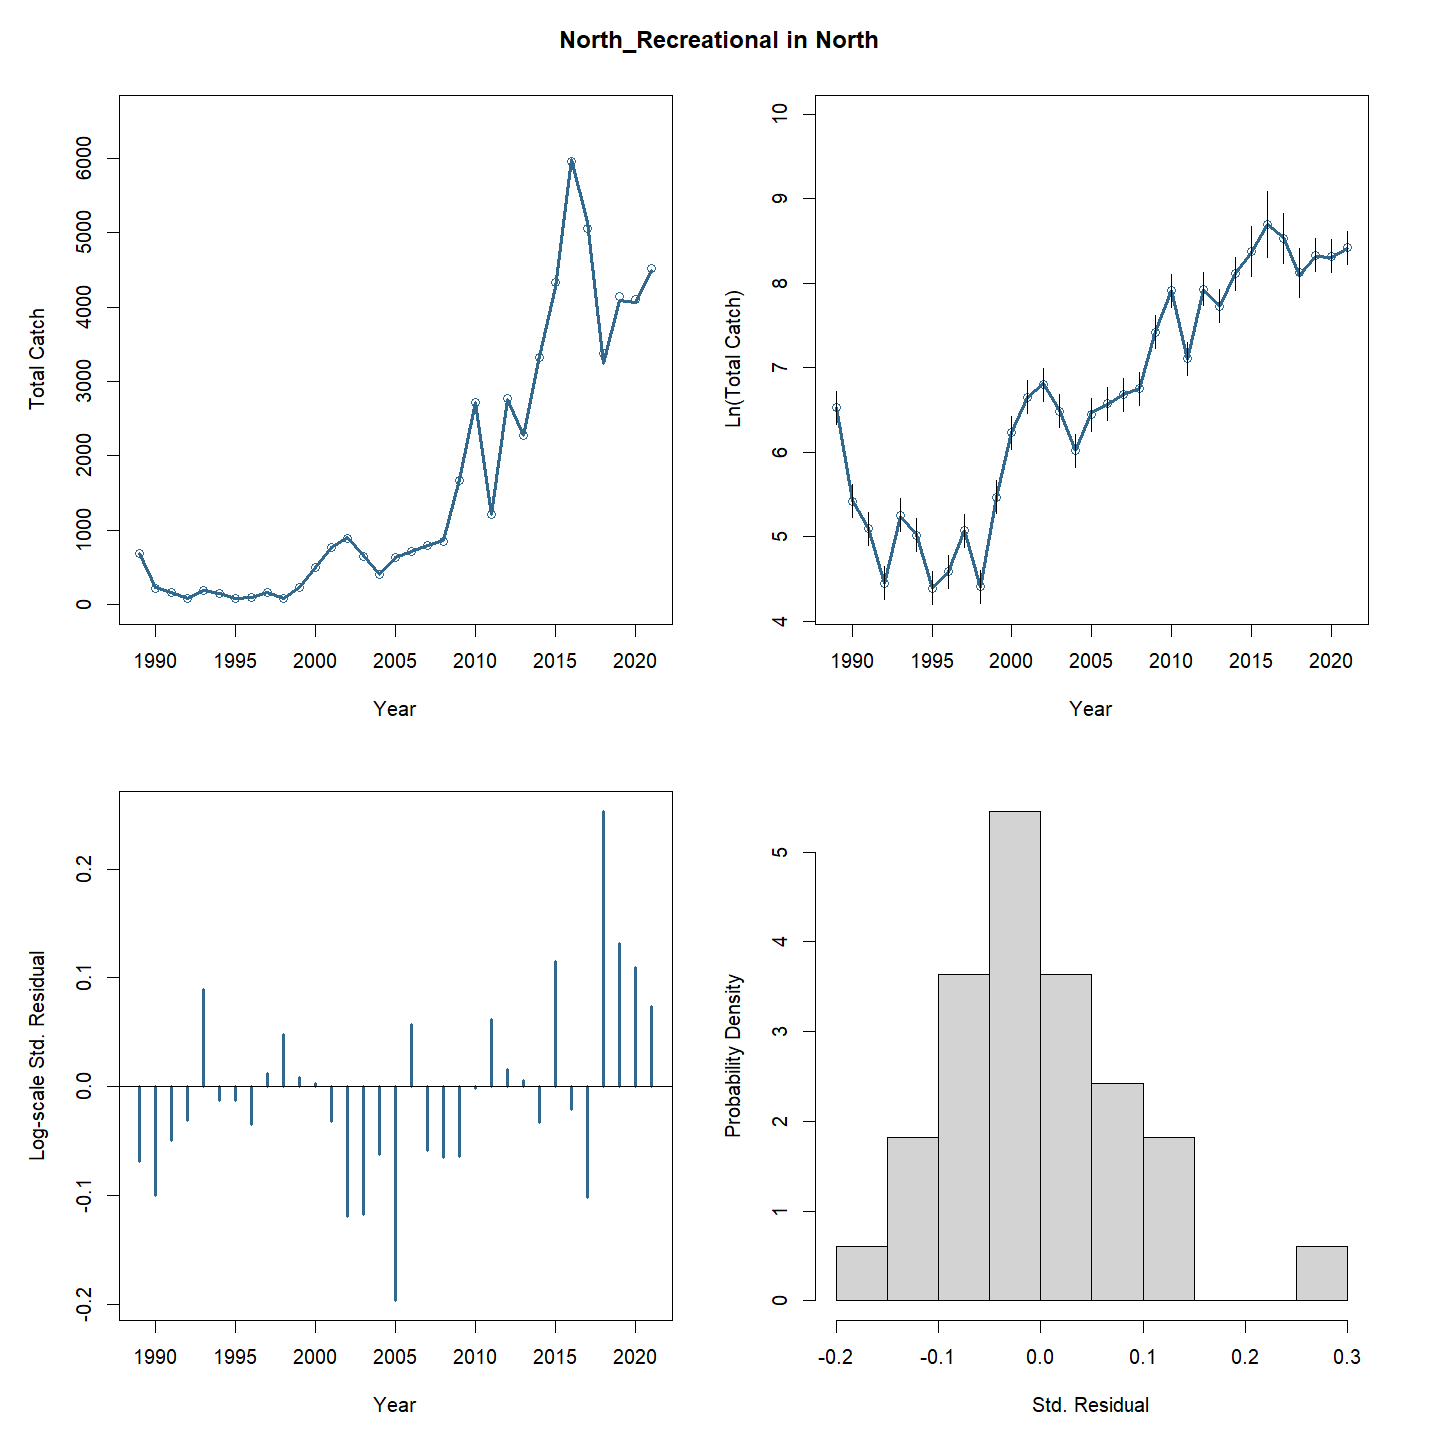 North_Recreational in North
Total Catch
6000
5000
4000
3000
2000
1000
0
1990 1995 2000 2005 2010 2015 2020
Year
Ln(Total Catch)
10
9
8
7
6
5
4
1990 1995 2000 2005 2010 2015 2020
Year
Log-scale Std. Residual
0.2
0.1
0.0
-0.1
-0.2
1990 1995 2000 2005 2010 2015 2020
Year
Probability Density
5
4
3
2
1
0
-0.2 -0.1 0.0 0.1 0.2 0.3
Std. Residual